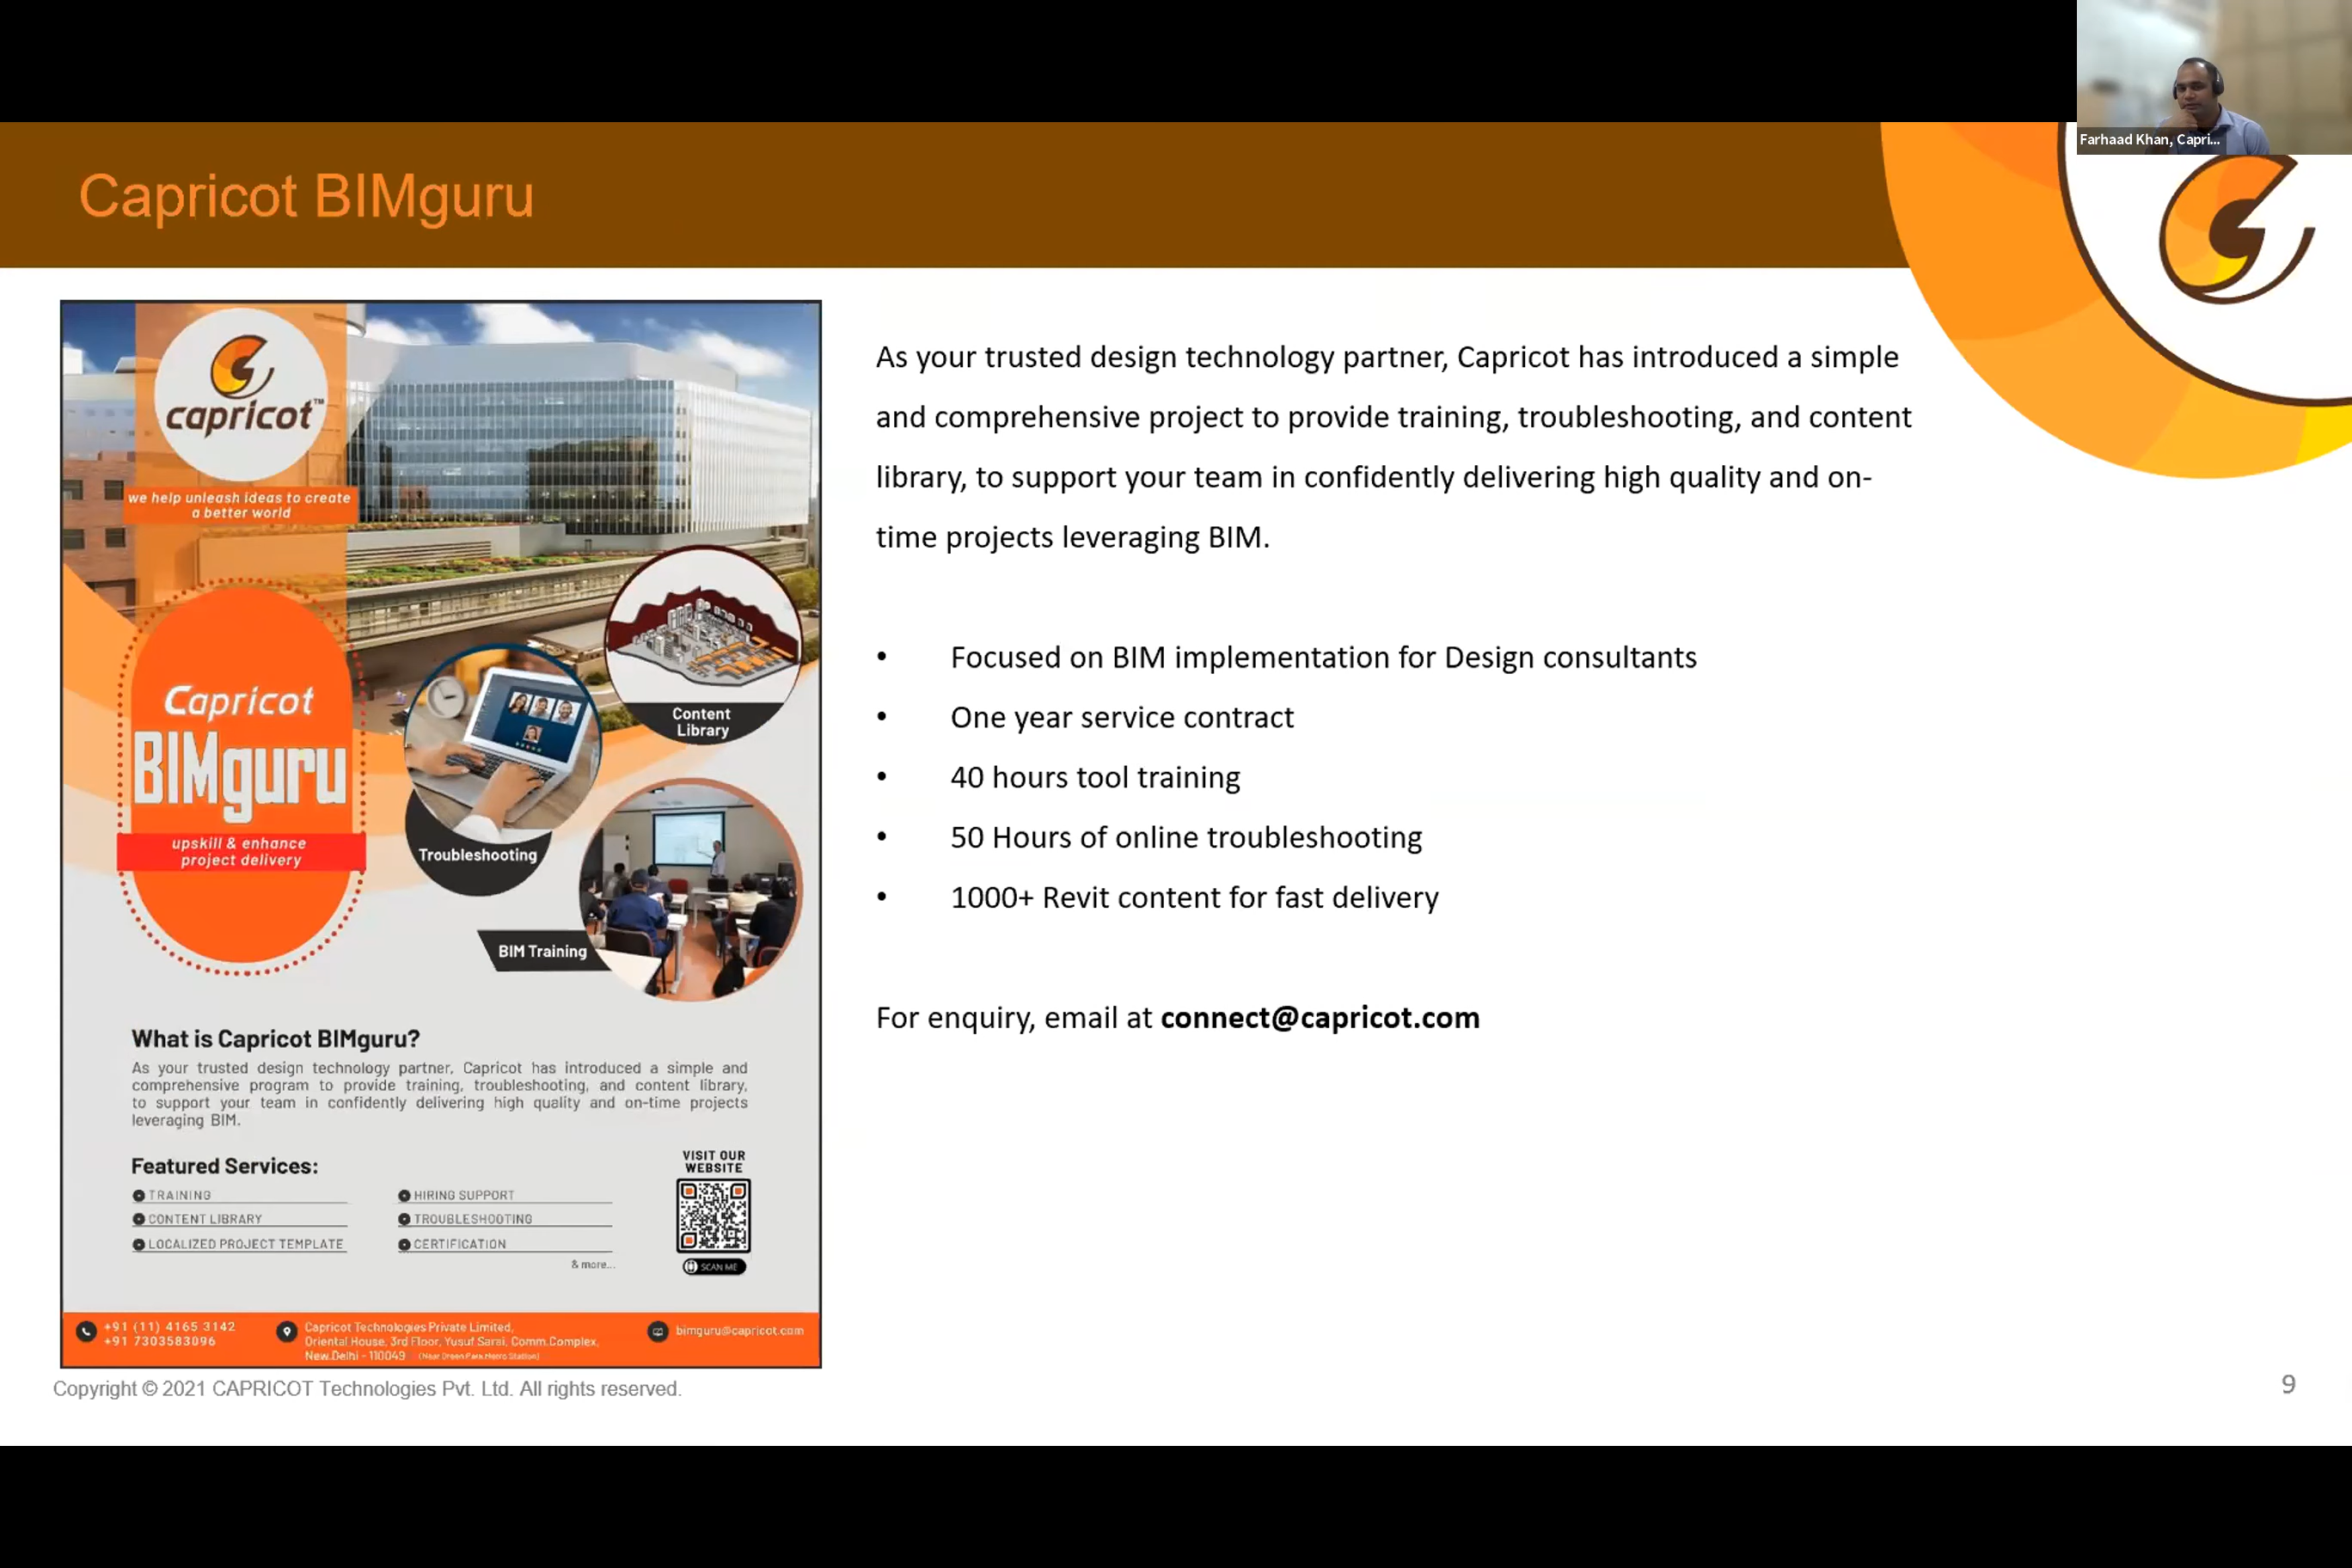 Farhaad Khan, Capri...
Capricot BIMguru
capricot™
we help unleash ideas to create
a better world
Capricot
BIMguru
upskill & enhance
project delivery
Content
Library
Troubleshooting
BIM Training
What is Capricot BIMguru?
As your trusted design technology partner, Capricot has introduced a simple and
comprehensive program to provide training, troubleshooting, and content library,
to support your team in confidently delivering high quality and on-time projects
leveraging BIM.
Featured Services:
TRAINING
CONTENT LIBRARY
LOCALIZED PROJECT TEMPLATE
HIRING SUPPORT
TROUBLESHOOTING
CERTIFICATION
& more...
VISIT OUR
WEBSITE
SCAN ME
+91 (11) 4165 3142
+91 7303583096
Capricot Technologies Private Limited,
Oriental House, 3rd Floor, Yusuf Sarai, Comm.Complex,
New Delhi - 110049 (Near Green Park Metro Station)
bimguru@capricot.com
As your trusted design technology partner, Capricot has introduced a simple
and comprehensive project to provide training, troubleshooting, and content
library, to support your team in confidently delivering high quality and on-
time projects leveraging BIM.
• Focused on BIM implementation for Design consultants
• One year service contract
• 40 hours tool training
• 50 Hours of online troubleshooting
• 1000+ Revit content for fast delivery
For enquiry, email at connect@capricot.com
Copyright © 2021 CAPRICOT Technologies Pvt. Ltd. All rights reserved.
9